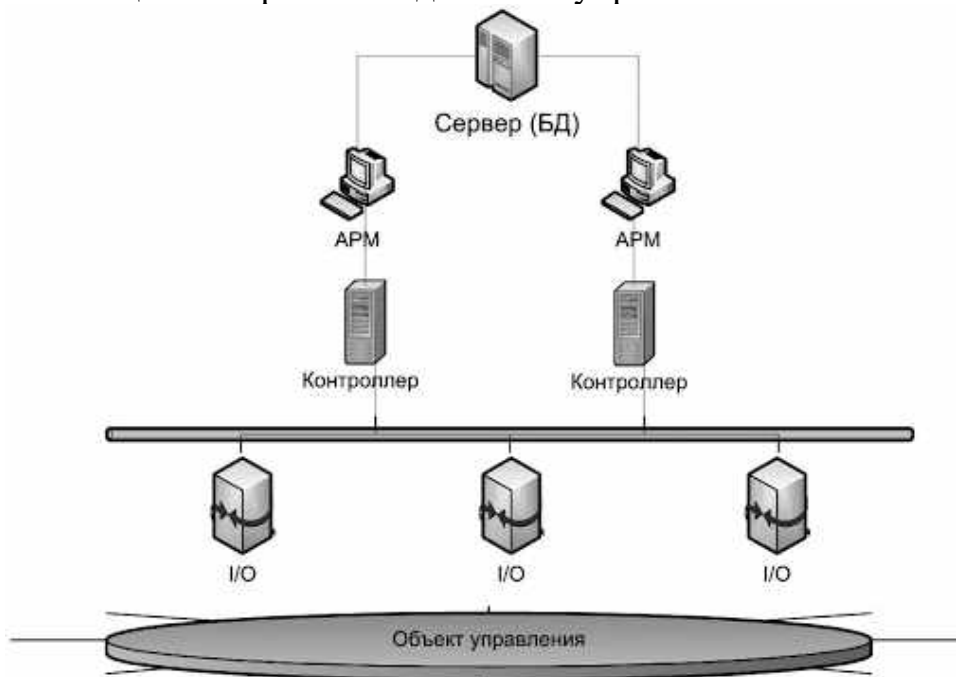 Сервер (БД)
АРМ
АРМ
Контроллер
Контроллер
I/O
I/O
I/O
Объект управления